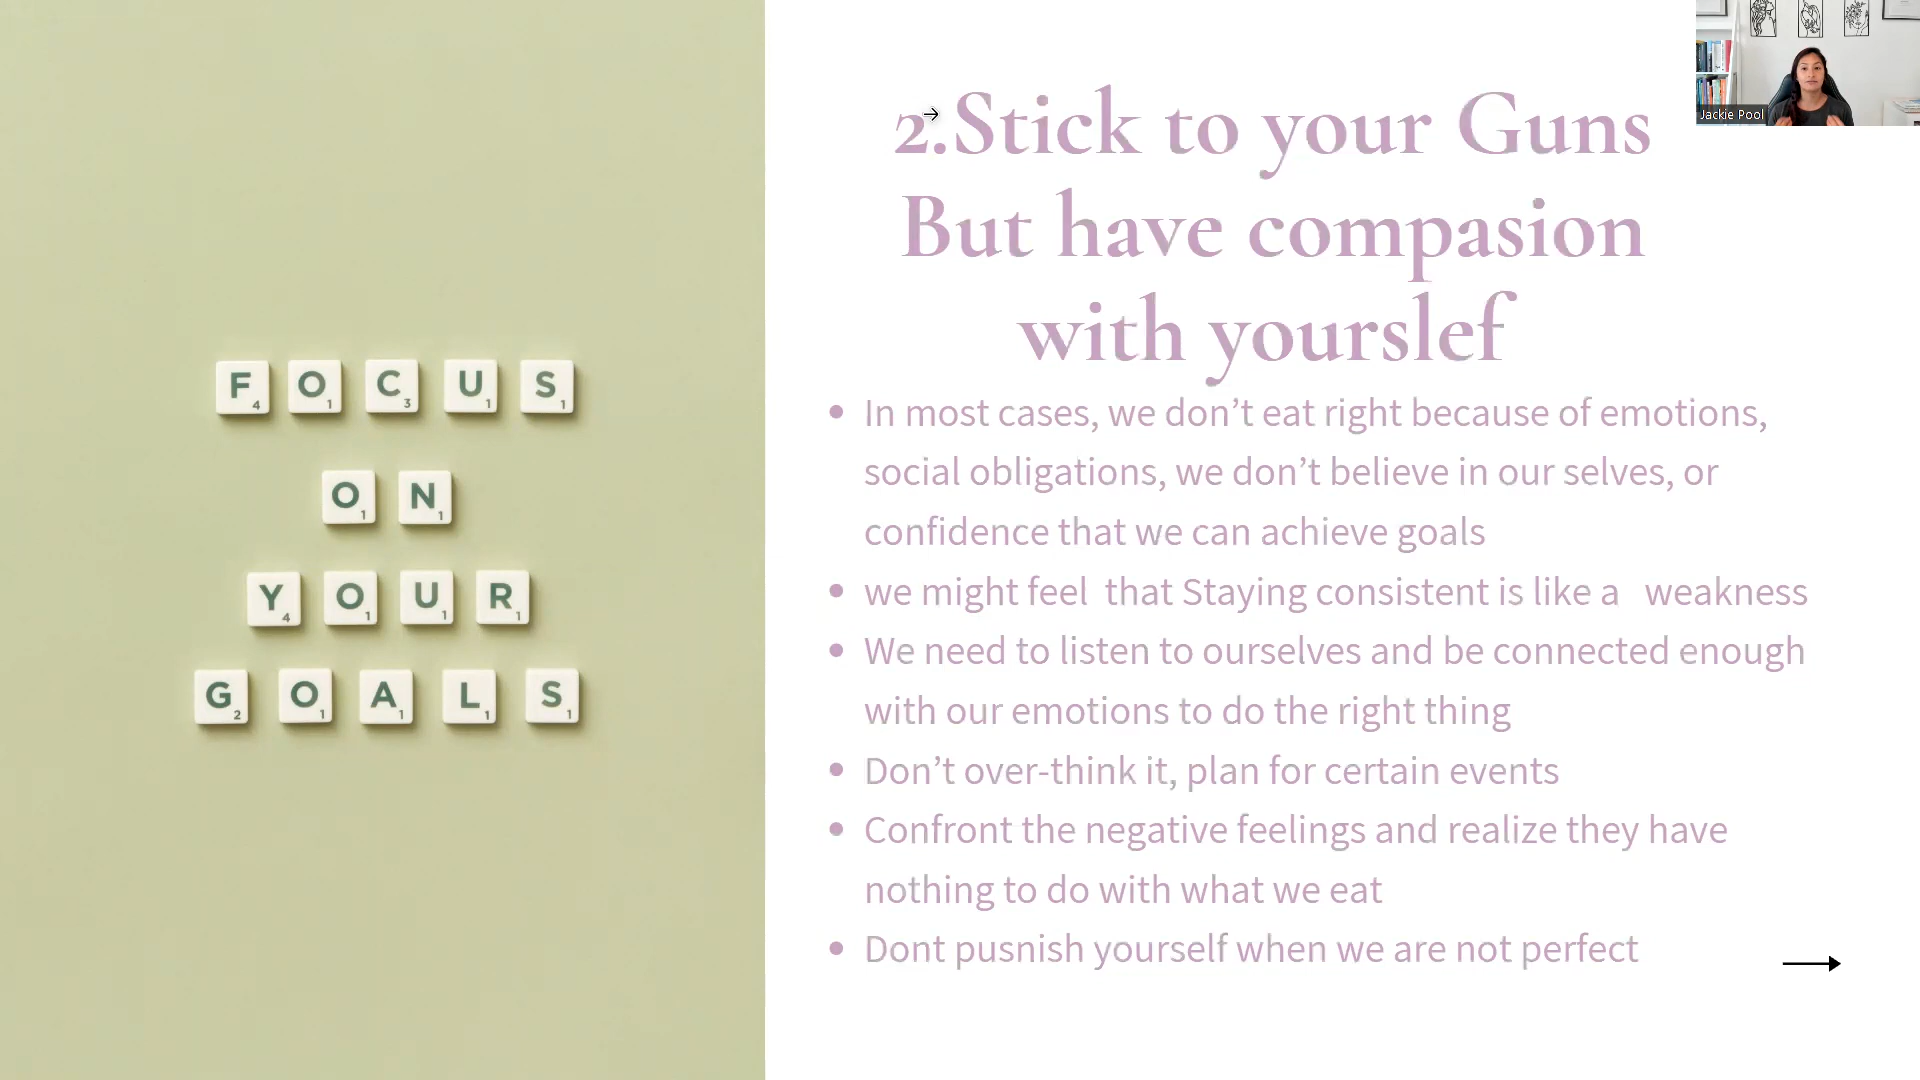 FOCUS
ON
YOUR
GOALS
2.Stick to your Guns
But have compasion
with yourslef
• In most cases, we don’t eat right because of emotions,
social obligations, we don’t believe in our selves, or
confidence that we can achieve goals
• we might feel  that Staying consistent is like a   weakness
• We need to listen to ourselves and be connected enough
with our emotions to do the right thing
• Don’t over-think it, plan for certain events
• Confront the negative feelings and realize they have
nothing to do with what we eat
• Dont pusnish yourself when we are not perfect
Jackie Pool